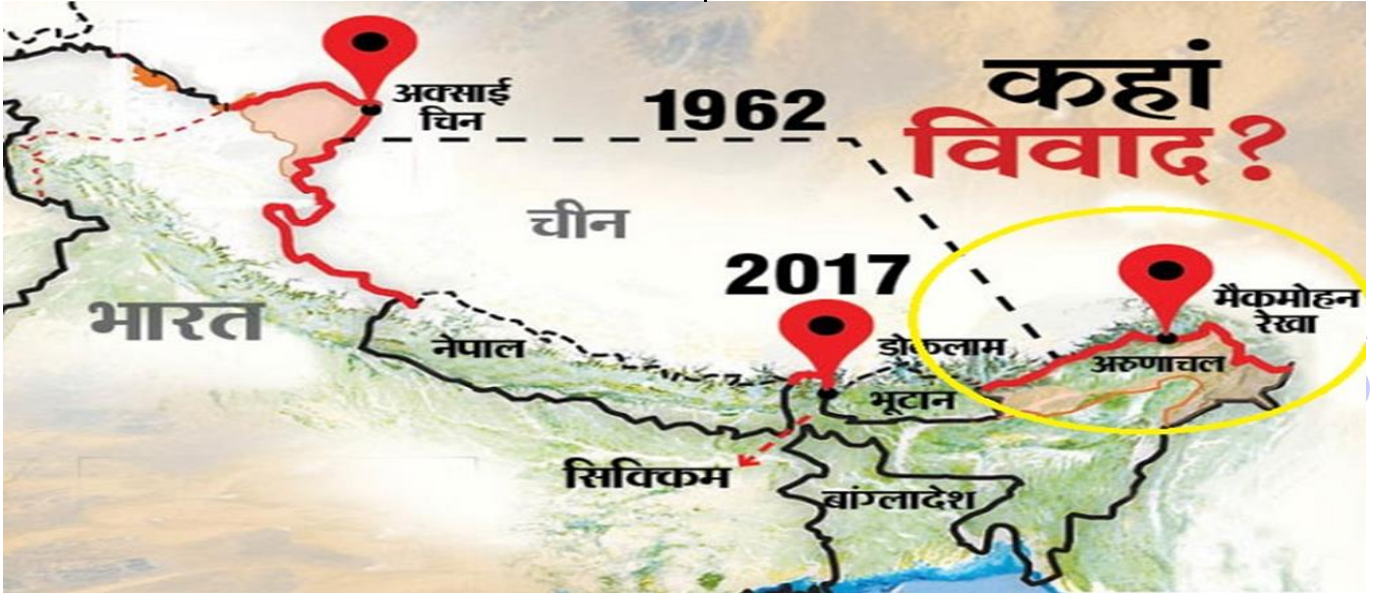 कहां
विवाद?
1962
अक्साई
चिन
चीन
2017
मैकमोहन
रेखा
भारत
नेपाल
डोकलाम
अरुणाचल
भूटान
सिक्किम
बांग्लादेश